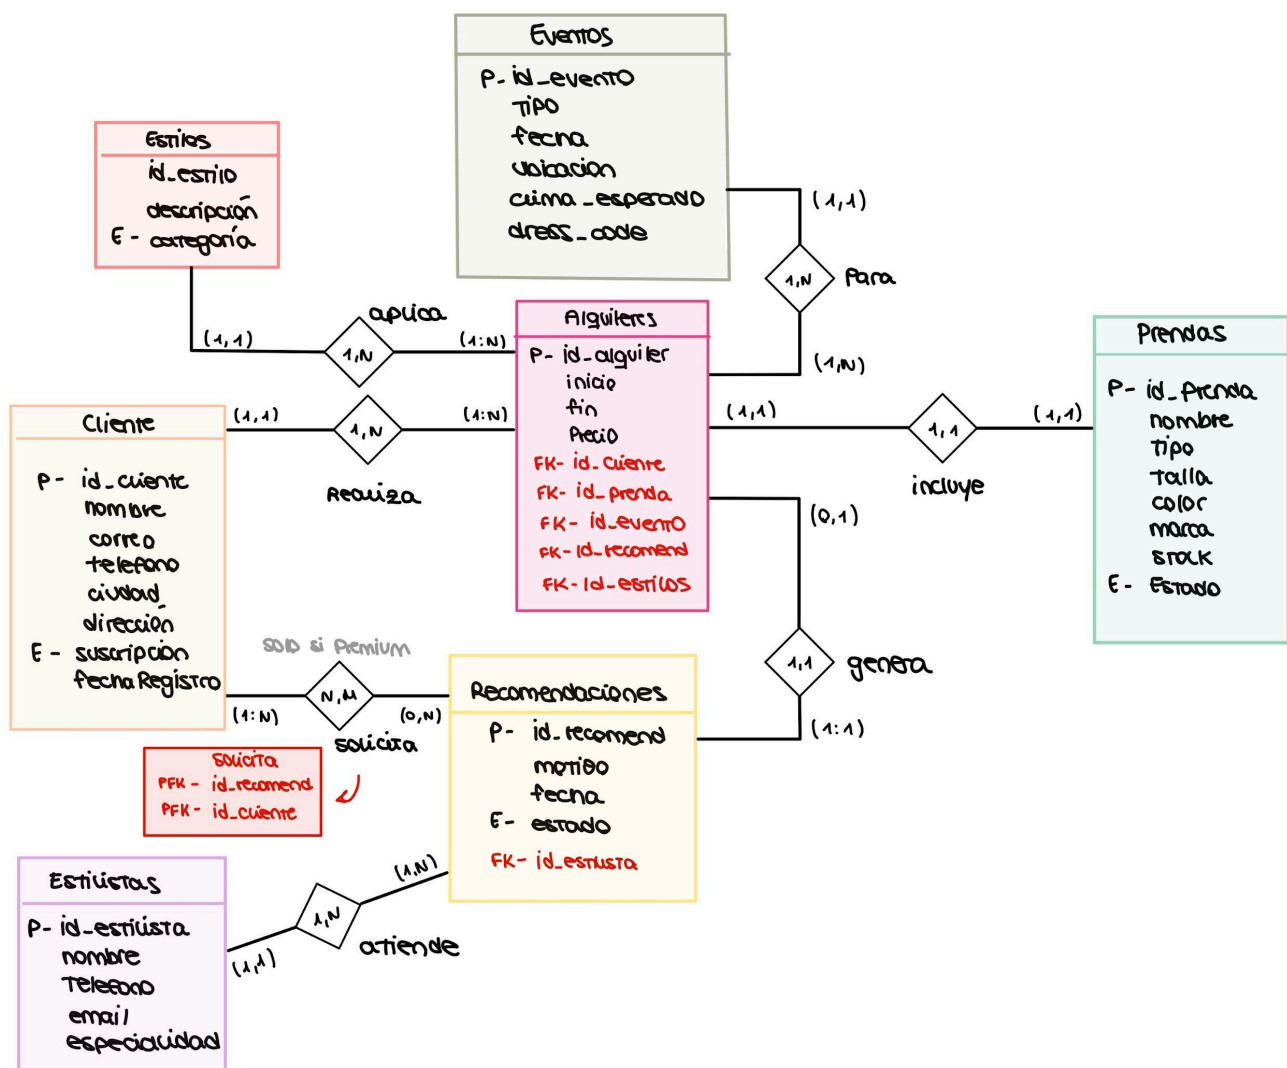 Eventos
P- id_evento
Tipo
fecha
ubicacion
clima_esperado
dress_code
(1,1)
1,N
Para
(1,N)
Estilos
id_estilo
descripción
E - categoría
(1,1)
aplica
1,N
(1:N)
Alquileres
P- id_alquiler
inicio
fin
Precio
FK- id_cliente
FK- id_prenda
FK- id_evento
FK- Id_recomend
FK- Id_estilos
Prendas
P- id_Prenda
nombre
Tipo
Talla
color
marca
stock
E - Estado
(1,1)
1,1
(1,1)
incluye
Cliente
P - id_cliente
nombre
correo
telefono
ciudad
dirección
E - suscripcion
fechaRegistro
(1,1)
1,N
(1:N)
Realiza
(0,1)
1,1
genera
(1:1)
solo si Premium
N,M
(1:N)
(0,N)
solicita
solicita
PFK - id_recomend
PFK - id_cliente
Recomendaciones
P- id_recomend
motivo
fecha
E- estado
FK- id_estilista
(1,N)
1,N
(1,1)
atiende
Estilistas
P- id_estilista
nombre
Telefono
email
especialidad